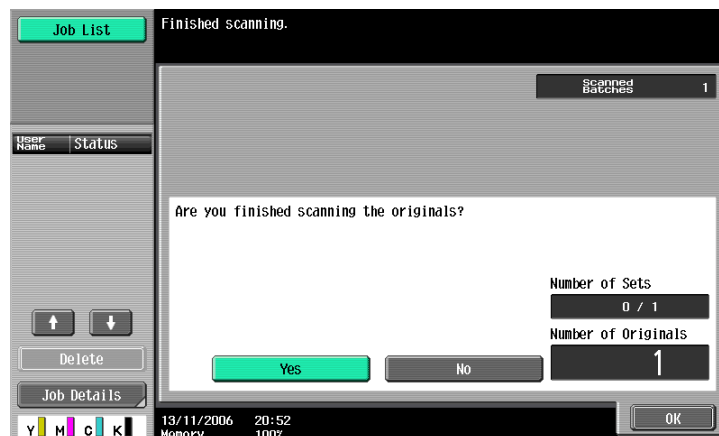 Job List
Finished scanning.
Scanned
Batches 1
User
Name Status
Are you finished scanning the originals?
Number of Sets
0 / 1
Number of Originals
1
Delete
Yes
No
Job Details
OK
Y M C K
13/11/2006 20:52
Memory 100%